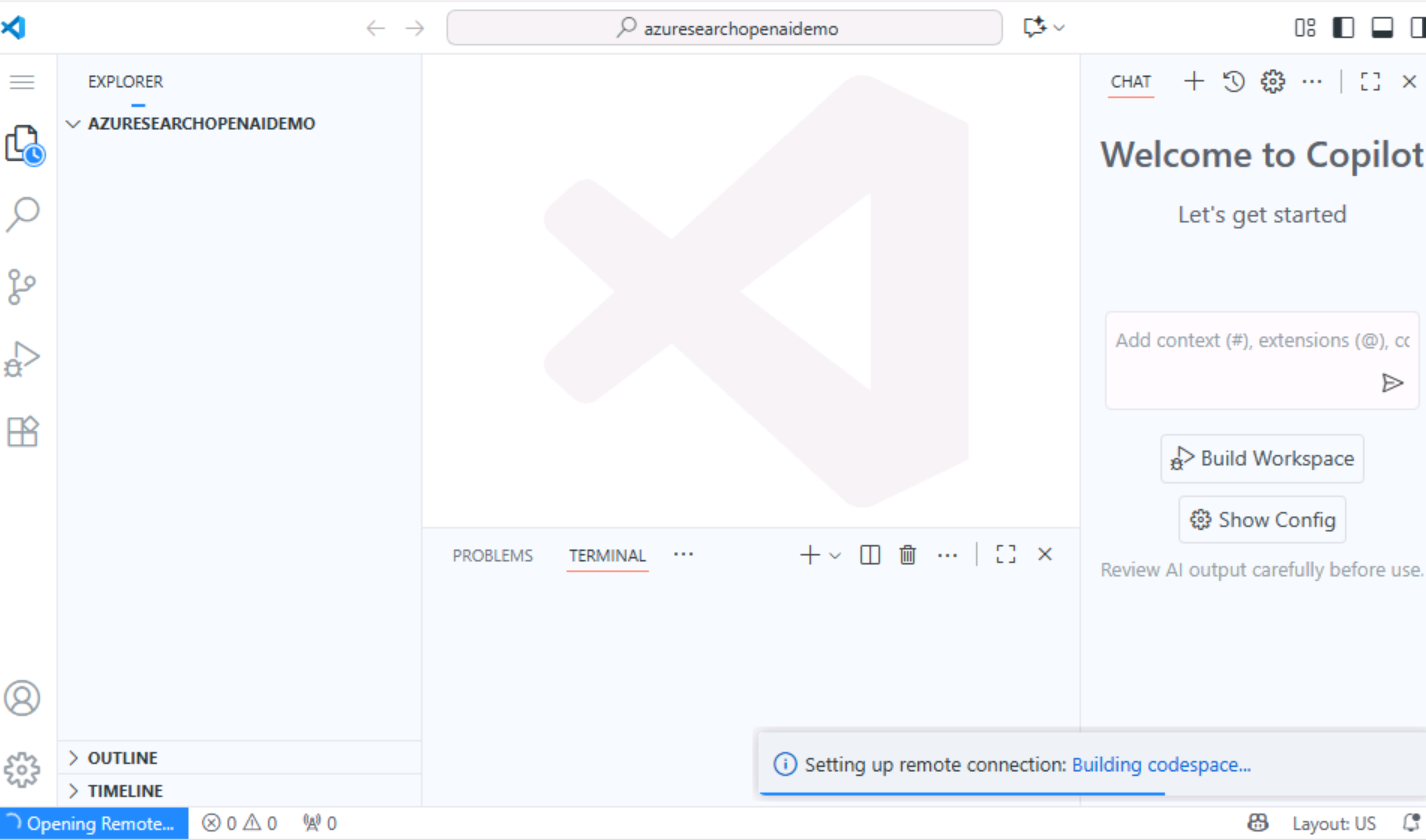 azuresearchopenaidemo
EXPLORER
AZURESEARCHOPENAIDEMO
OUTLINE
TIMELINE
PROBLEMS
TERMINAL
CHAT
Welcome to Copilot
Let's get started
Add context (#), extensions (@), co
Build Workspace
Show Config
Review AI output carefully before use.
Setting up remote connection: Building codespace...
Opening Remote... 0 0 0
Layout: US